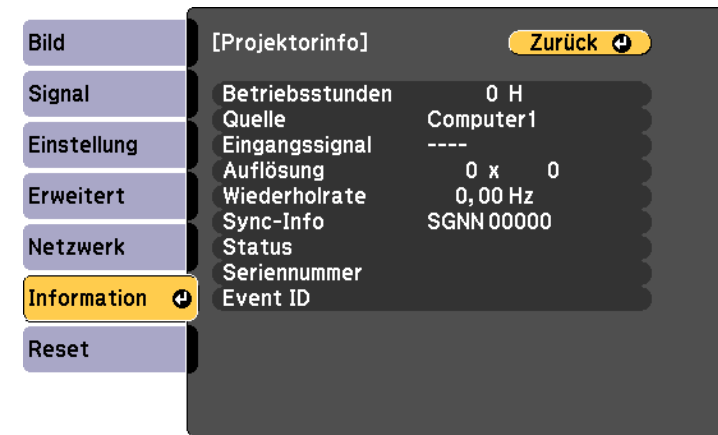 Bild
Signal
Einstellung
Erweitert
Netzwerk
Information
Reset
[Projektorinfo] Zurück
Betriebsstunden 0 H
Quelle Computer1
Eingangssignal ----
Auflösung 0 x 0
Wiederholrate 0,00 Hz
Sync-Info SGNN 00000
Status
Seriennummer
Event ID